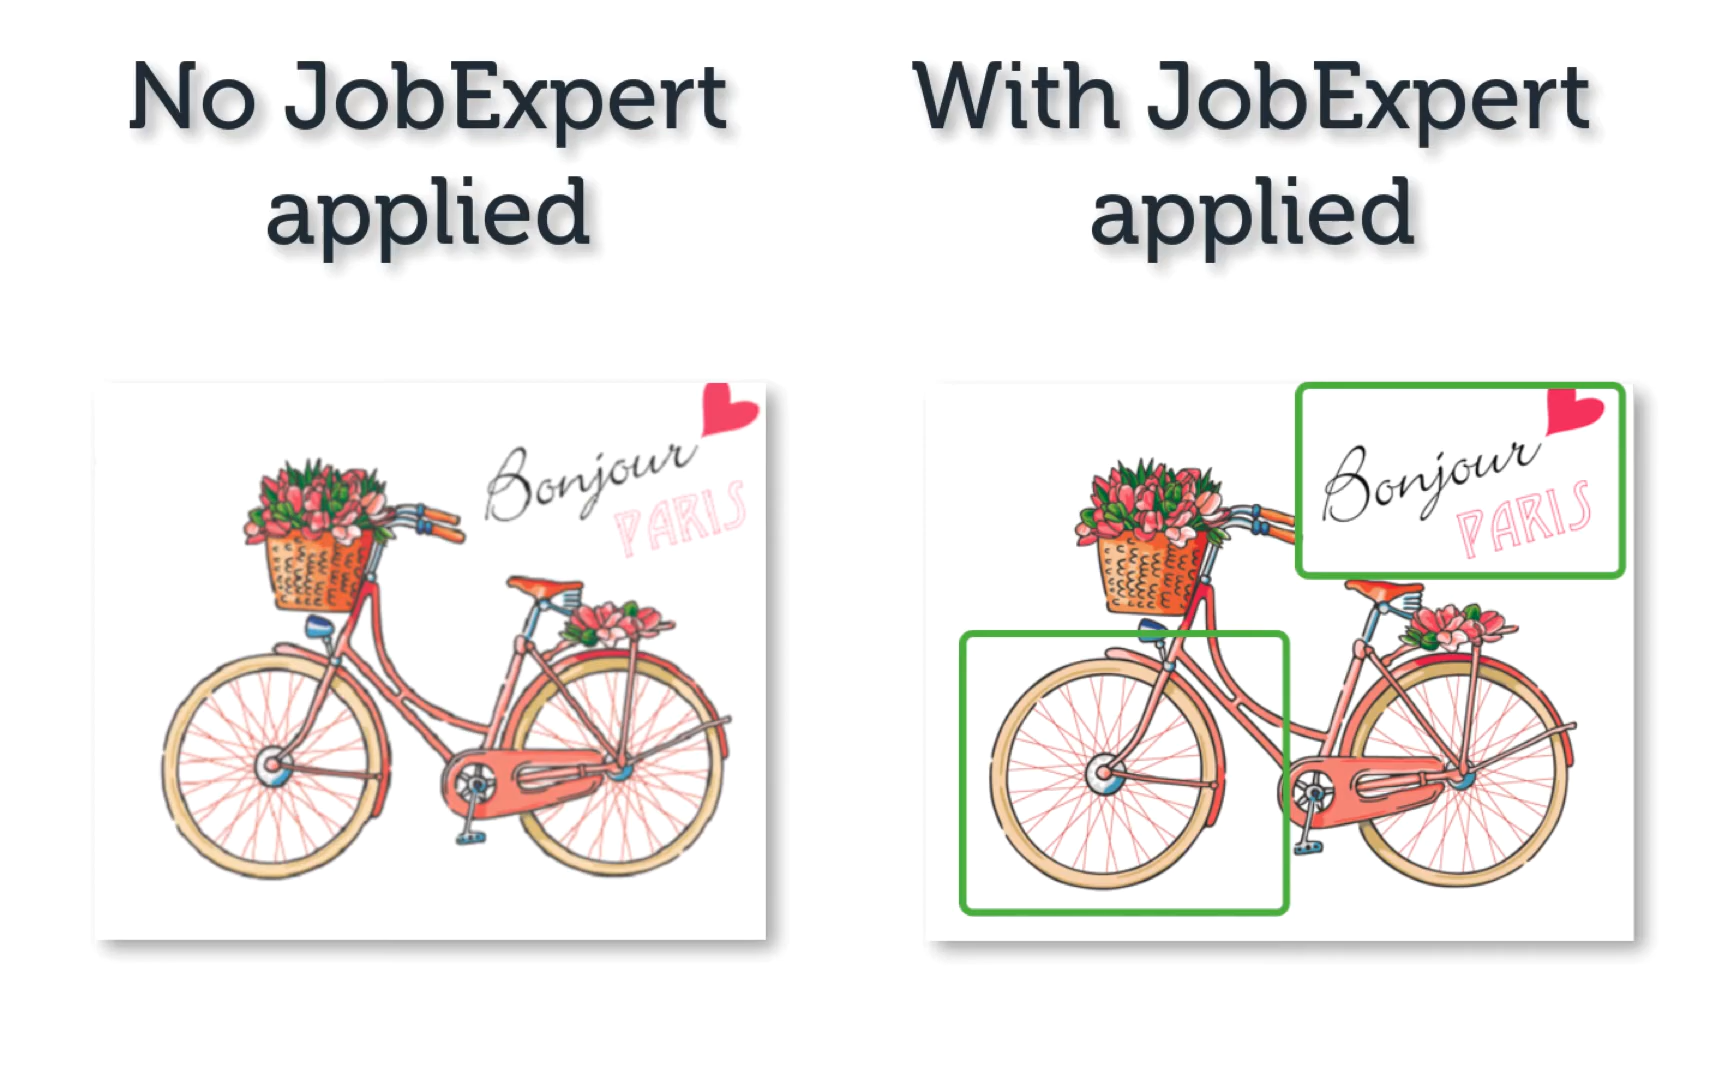 No JobExpert
applied
With JobExpert
applied
Bonjour
PARIS
Bonjour
PARIS